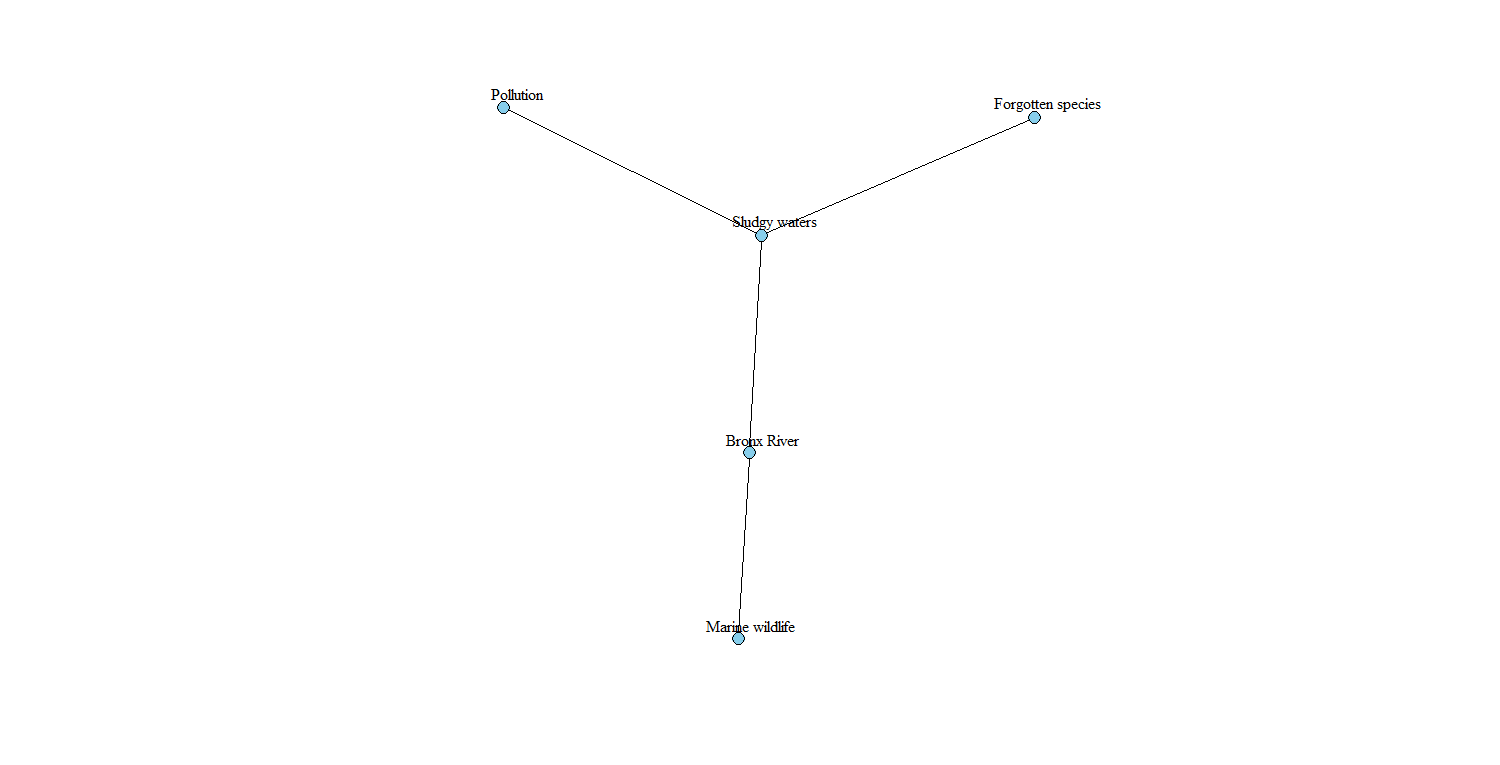 Pollution
Forgotten species
Sludgy waters
Bronx River
Marine wildlife